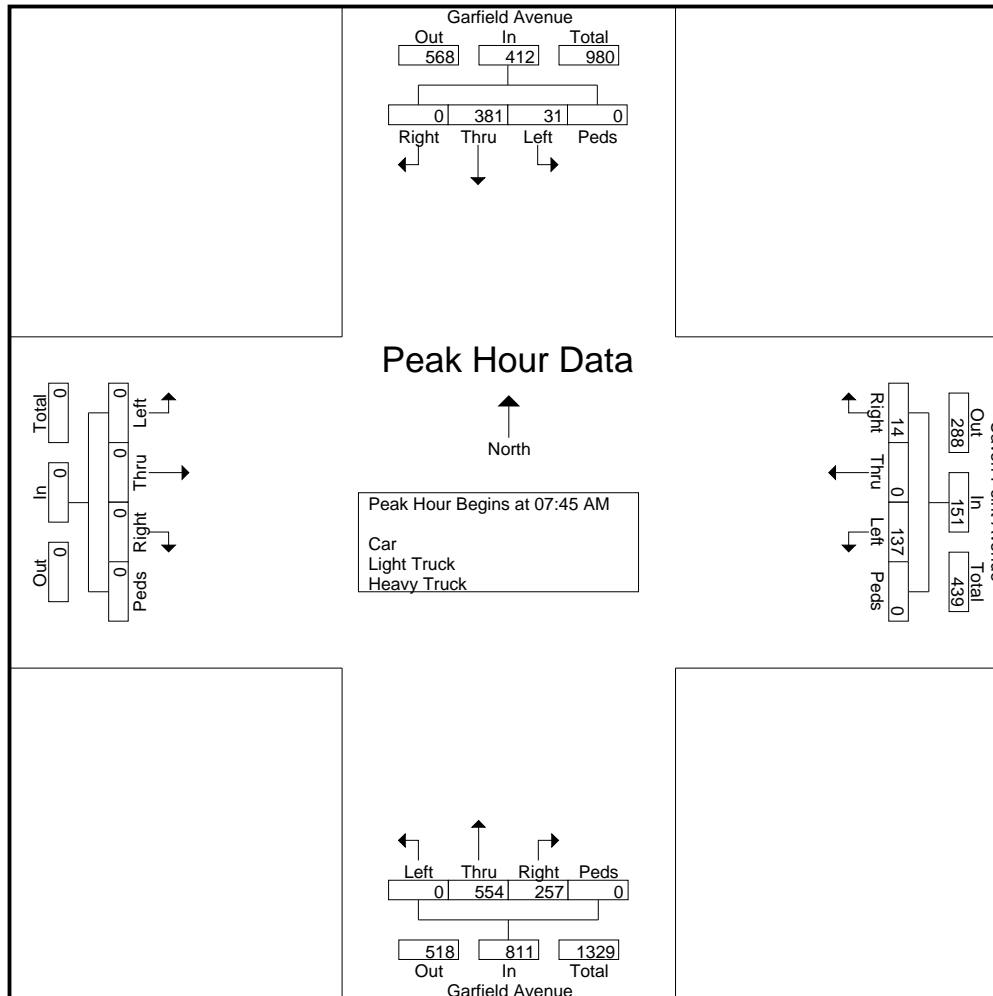 Garfield Avenue
Out In Total
568 412 980
0 381 31 0
Right Thru Left Peds
Peak Hour Data
North
Peak Hour Begins at 07:45 AM
Car
Light Truck
Heavy Truck
Total In Out
0 0 0
0 0 0 0
Left Thru Right Peds
Right Thru Left Peds
14 0 137 0
288 151 439
Out In Total
Left Thru Right Peds
0 554 257 0
518 811 1329
Out In Total
Garfield Avenue